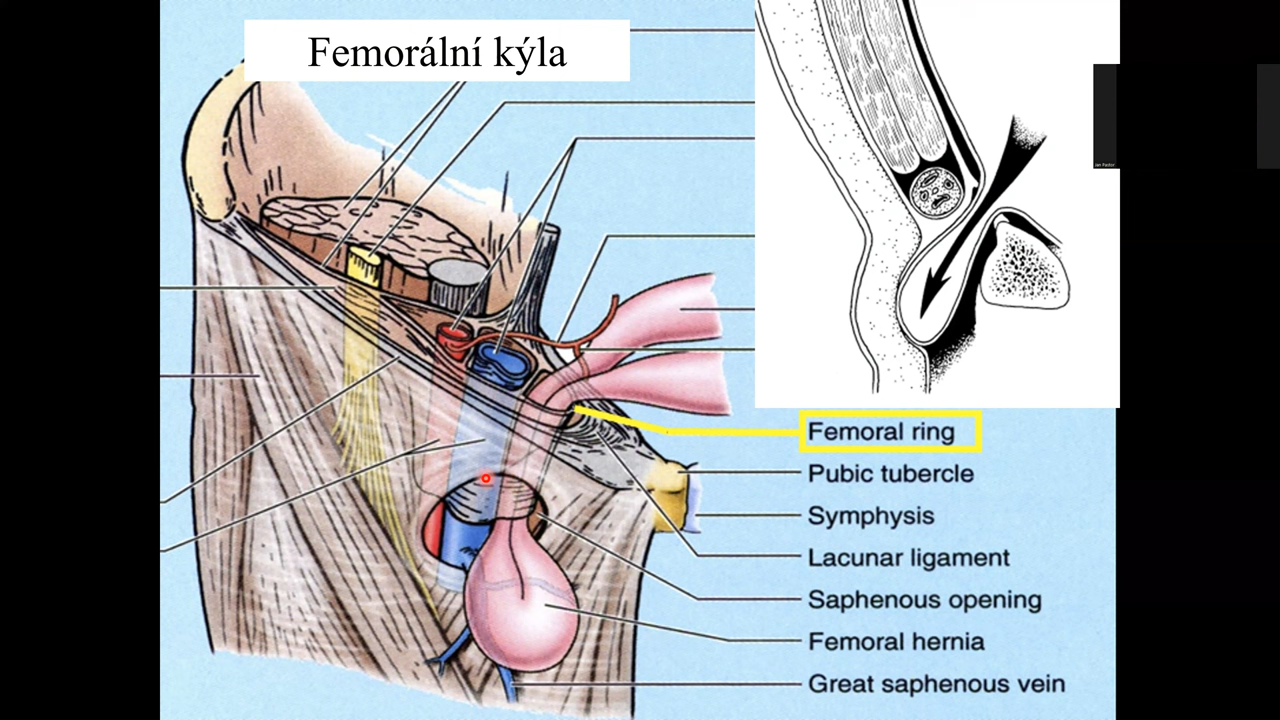 Femorální kýla
Femoral ring
Pubic tubercle
Symphysis
Lacunar ligament
Saphenous opening
Femoral hernia
Great saphenous vein